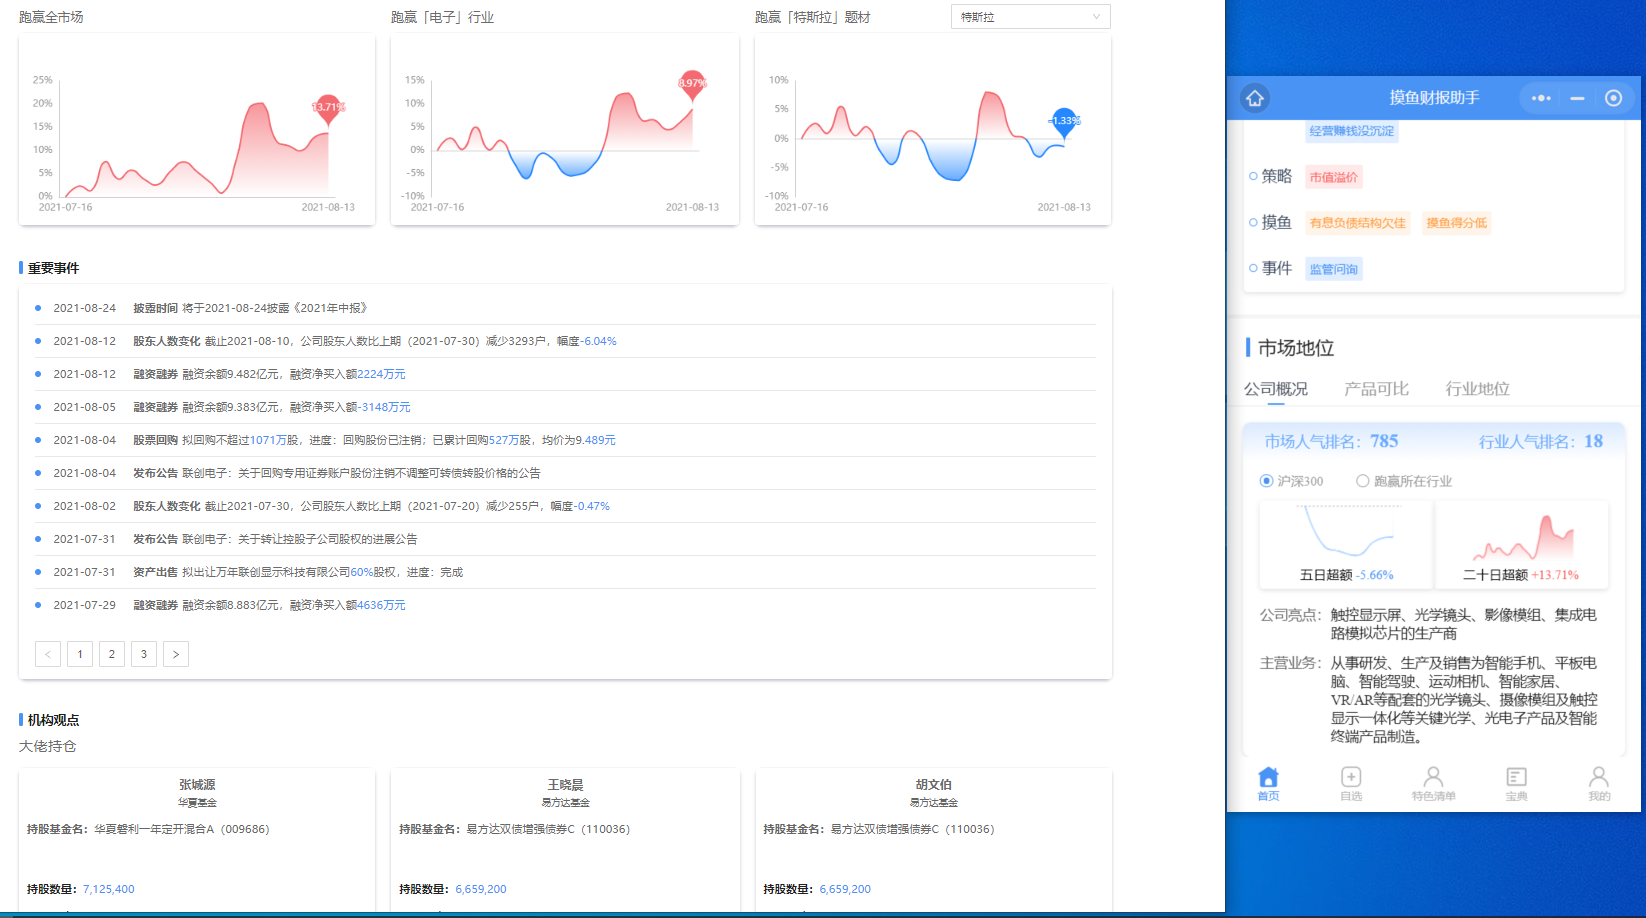 跑赢全市场
25%
20%
15%
10%
5%
0%
13.71%
2021-07-16
2021-08-13
跑赢「电子」行业
15%
10%
5%
0%
-5%
-10%
8.97%
2021-07-16
2021-08-13
跑赢「特斯拉」题材
特斯拉
10%
5%
0%
-5%
-10%
-1.33%
2021-07-16
2021-08-13
重要事件
2021-08-24 披露时间 将于2021-08-24披露《2021年中报》
2021-08-12 股东人数变化 截止2021-08-10，公司股东人数比上期（2021-07-30）减少3293户，幅度-6.04%
2021-08-12 融资融券 融资余额9.482亿元，融资净买入额2224万元
2021-08-05 融资融券 融资余额9.383亿元，融资净买入额-3148万元
2021-08-04 股票回购 拟回购不超过1071万股，进度：回购股份已注销；已累计回购527万股，均价为9.489元
2021-08-04 发布公告 联创电子：关于回购专用证券账户股份注销不调整可转债转股价格的公告
2021-08-02 股东人数变化 截止2021-07-30，公司股东人数比上期（2021-07-20）减少255户，幅度-0.47%
2021-07-31 发布公告 联创电子：关于转让控股子公司股权的进展公告
2021-07-31 资产出售 拟出让万年联创显示科技有限公司60%股权，进度：完成
2021-07-29 融资融券 融资余额8.883亿元，融资净买入额4636万元
< 1 2 3 >
机构观点
大佬持仓
张城源
华夏基金
持股基金名：华夏磐利一年定开混合A（009686）
持股数量：7,125,400
王晓晨
易方达基金
持股基金名：易方达双债增强债券C（110036）
持股数量：6,659,200
胡文伯
易方达基金
持股基金名：易方达双债增强债券C（110036）
持股数量：6,659,200
摸鱼财报助手
经营赚钱没沉淀
策略 市值溢价
摸鱼 有息负债结构欠佳 摸鱼得分低
事件 监管问询
市场地位
公司概况 产品可比 行业地位
市场人气排名：785 行业人气排名：18
沪深300 跑赢所在行业
五日超额 -5.66%
二十日超额 +13.71%
公司亮点：触控显示屏、光学镜头、影像模组、集成电
路模拟芯片的生产商
主营业务：从事研发、生产及销售为智能手机、平板电
脑、智能驾驶、运动相机、智能家居、
VR/AR等配套的光学镜头、摄像模组及触控
显示一体化等关键光学、光电子产品及智能
终端产品制造。
首页 自选 特色清单 宝典 我的